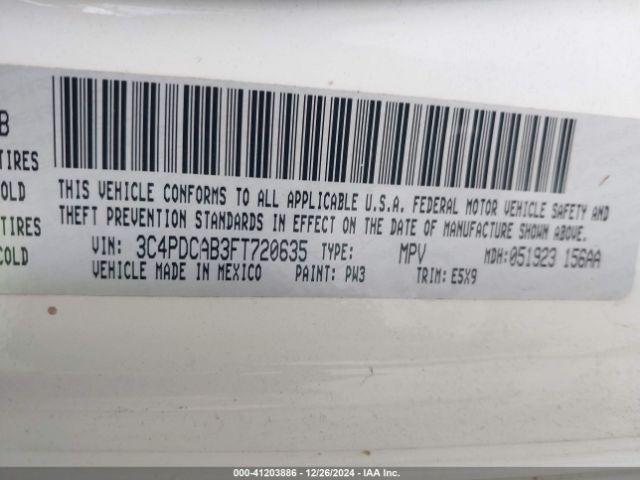 B
TIRES
COLD
TIRES
COLD
THIS VEHICLE CONFORMS TO ALL APPLICABLE U.S.A. FEDERAL MOTOR VEHICLE SAFETY AND
THEFT PREVENTION STANDARDS IN EFFECT ON THE DATE OF MANUFACTURE SHOWN ABOVE.
VIN: 3C4PDCAB3FT720635 TYPE: MPV MDH:051923 156AA
VEHICLE MADE IN MEXICO PAINT: PW3 TRIM: E5X9
000-41203886 - 12/26/2024 - IAA Inc.